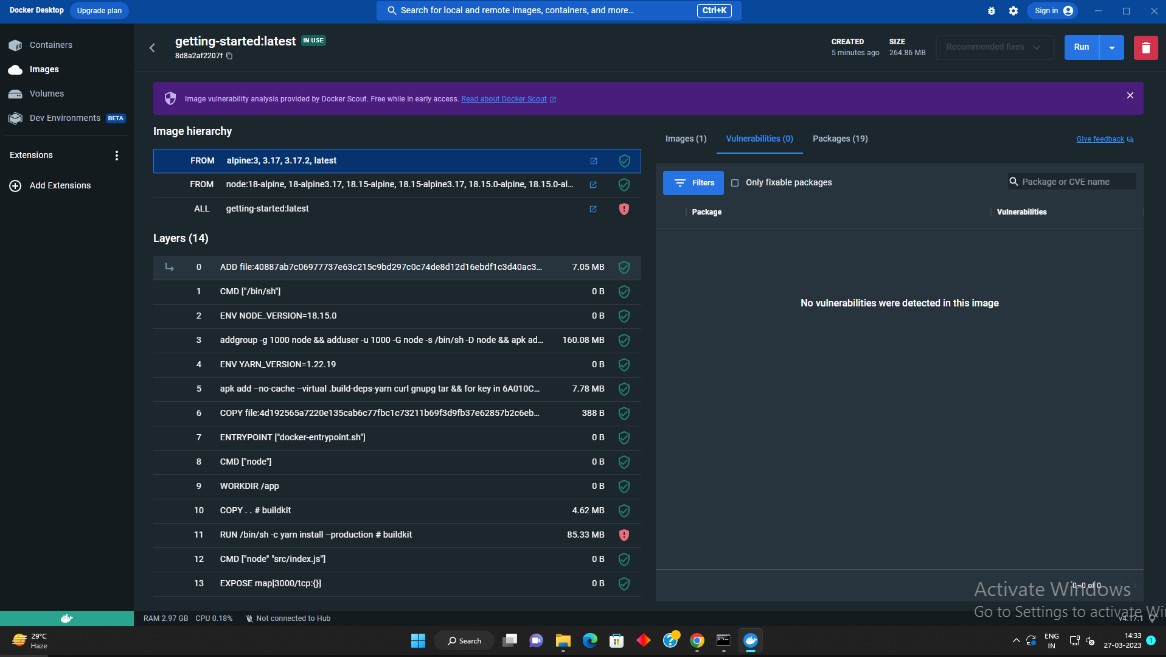 Docker Desktop
Upgrade plan
Search for local and remote images, containers, and more...
Ctrl+K
Sign in
Containers
Images
Volumes
Dev Environments BETA
Extensions
Add Extensions
getting-started:latest IN USE
8d8a2af2207f
CREATED
5 minutes ago
SIZE
264.86 MB
Recommended fixes
Run
Image vulnerability analysis provided by Docker Scout. Free while in early access. Read about Docker Scout
Image hierarchy
FROM alpine:3, 3.17, 3.17.2, latest
FROM node:18-alpine, 18-alpine3.17, 18.15-alpine, 18.15-alpine3.17, 18.15.0-alpine, 18.15.0-al...
ALL getting-started:latest
Layers (14)
0 ADD file:40887ab7c06977737e63c215c9bd297c0c74de8d12d16ebdf1c3d40ac3... 7.05 MB
1 CMD ["/bin/sh"] 0 B
2 ENV NODE_VERSION=18.15.0 0 B
3 addgroup -g 1000 node && adduser -u 1000 -G node -s /bin/sh -D node && apk ad... 160.08 MB
4 ENV YARN_VERSION=1.22.19 0 B
5 apk add --no-cache --virtual .build-deps-yarn curl gnupg tar && for key in 6A010C... 7.78 MB
6 COPY file:4d192565a7220e135cab6c77fbc1c73211b69f3d9fb37e62857b2c6eb... 388 B
7 ENTRYPOINT ["docker-entrypoint.sh"] 0 B
8 CMD ["node"] 0 B
9 WORKDIR /app 0 B
10 COPY . . # buildkit 4.62 MB
11 RUN /bin/sh -c yarn install --production # buildkit 85.33 MB
12 CMD ["node" "src/index.js"] 0 B
13 EXPOSE map[3000/tcp:{}] 0 B
Images (1)
Vulnerabilities (0)
Packages (19)
Give feedback
Filters
Only fixable packages
Package or CVE name
Package
Vulnerabilities
No vulnerabilities were detected in this image
0–0 of 0
Activate Windows
Go to Settings to activate Wi
RAM 2.97 GB CPU 0.18% Not connected to Hub
v4.17.1
29°C
Haze
Search
ENG
IN
14:33
27-03-2023
1